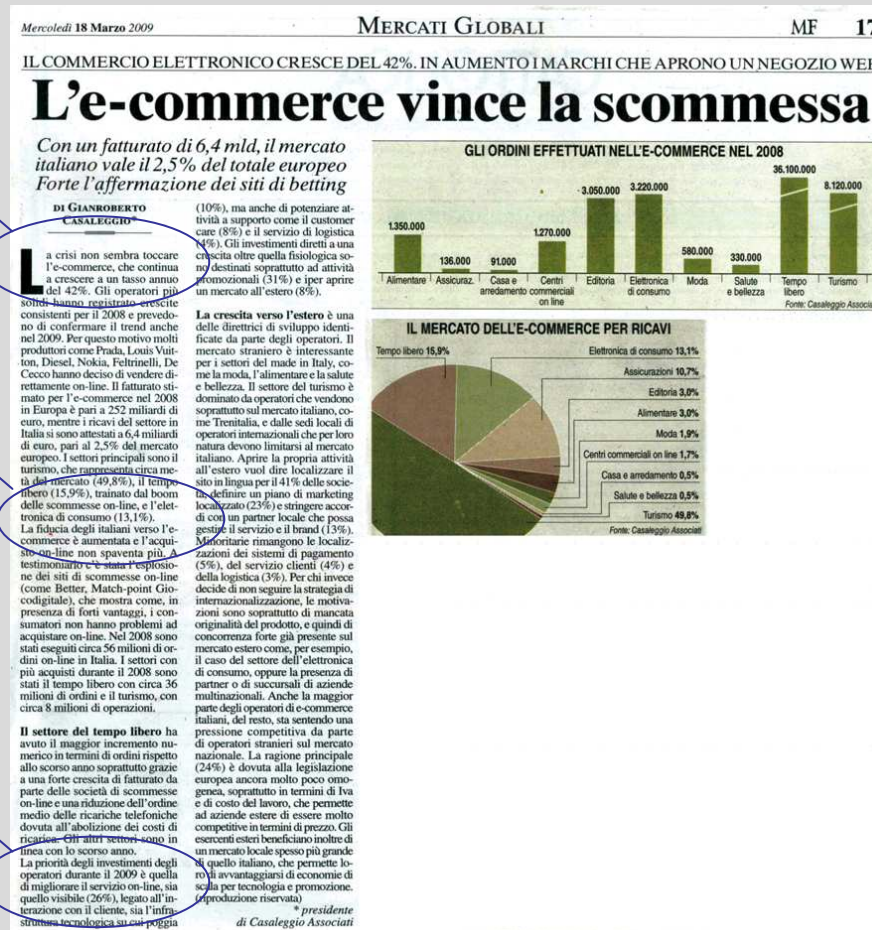 Mercoledì 18 Marzo 2009
MERCATI GLOBALI
MF 17
IL COMMERCIO ELETTRONICO CRESCE DEL 42%. IN AUMENTO I MARCHI CHE APRONO UN NEGOZIO WEB
L'e-commerce vince la scommessa
Con un fatturato di 6,4 mld, il mercato
italiano vale il 2,5% del totale europeo
Forte l'affermazione dei siti di betting
DI GIANROBERTO
CASALEGGIO*
La crisi non sembra toccare
l'e-commerce, che continua
a crescere a un tasso annuo
del 42%. Gli operatori più
solidi hanno registrato crescite
consistenti per il 2008 e prevedo-
no di confermare il trend anche
nel 2009. Per questo motivo molti
produttori come Prada, Louis Vuit-
ton, Diesel, Nokia, Feltrinelli, De
Cecco hanno deciso di vendere di-
rettamente on-line. Il fatturato sti-
mato per l'e-commerce nel 2008
in Europa è pari a 252 miliardi di
euro, mentre i ricavi del settore in
Italia si sono attestati a 6,4 miliardi
di euro, pari al 2,5% del mercato
europeo. I settori principali sono il
turismo, che rappresenta circa me-
tà del mercato (49,8%), il tempo
libero (15,9%), trainato dal boom
delle scommesse on-line, e l'elet-
tronica di consumo (13,1%).
La fiducia degli italiani verso l'e-
commerce è aumentata e l'acqui-
sto on-line non spaventa più. A
testimoniarlo c'è stata l'esplosio-
ne dei siti di scommesse on-line
(come Better, Match-point Gio-
codigitale), che mostra come, in
presenza di forti vantaggi, i con-
sumatori non hanno problemi ad
acquistare on-line. Nel 2008 sono
stati eseguiti circa 56 milioni di or-
dini on-line in Italia. I settori con
più acquisti durante il 2008 sono
stati il tempo libero con circa 36
milioni di ordini e il turismo, con
circa 8 milioni di operazioni.
Il settore del tempo libero ha
avuto il maggior incremento nu-
merico in termini di ordini rispetto
allo scorso anno soprattutto grazie
a una forte crescita di fatturato da
parte delle società di scommesse
on-line e una riduzione dell'ordine
medio delle ricariche telefoniche
dovuta all'abolizione dei costi di
ricarica. Gli altri settori sono in
linea con lo scorso anno.
La priorità degli investimenti degli
operatori durante il 2009 è quella
di migliorare il servizio on-line, sia
quello visibile (26%), legato all'in-
terazione con il cliente, sia l'infra-
struttura tecnologica su cui poggia
(10%), ma anche di potenziare at-
tività a supporto come il customer
care (8%) e il servizio di logistica
(4%). Gli investimenti diretti a una
crescita oltre quella fisiologica so-
no destinati soprattutto ad attività
promozionali (31%) e iper aprire
un mercato all'estero (8%).
La crescita verso l'estero è una
delle direttrici di sviluppo identi-
ficate da parte degli operatori. Il
mercato straniero è interessante
per i settori del made in Italy, co-
me la moda, l'alimentare e la salute
e bellezza. Il settore del turismo è
dominato da operatori che vendono
soprattutto sul mercato italiano, co-
me Trenitalia, e dalle sedi locali di
operatori internazionali che per loro
natura devono limitarsi al mercato
italiano. Aprire la propria attività
all'estero vuol dire localizzare il
sito in lingua per il 41% delle socie-
tà, definire un piano di marketing
localizzato (23%) e stringere accor-
di con un partner locale che possa
gestire il servizio e il brand (13%).
Minoritarie rimangono le localiz-
zazioni dei sistemi di pagamento
(5%), del servizio clienti (4%) e
della logistica (3%). Per chi invece
decide di non seguire la strategia di
internazionalizzazione, le motiva-
zioni sono soprattutto di mancata
originalità del prodotto, e quindi di
concorrenza forte già presente sul
mercato estero come, per esempio,
il caso del settore dell'elettronica
di consumo, oppure la presenza di
partner o di succursali di aziende
multinazionali. Anche la maggior
parte degli operatori di e-commerce
italiani, del resto, sta sentendo una
pressione competitiva da parte
di operatori stranieri sul mercato
nazionale. La ragione principale
(24%) è dovuta alla legislazione
europea ancora molto poco omo-
genea, soprattutto in termini di Iva
e di costo del lavoro, che permette
ad aziende estere di essere molto
competitive in termini di prezzo. Gli
esercenti esteri beneficiano inoltre di
un mercato locale spesso più grande
di quello italiano, che permette lo-
ro di avvantaggiarsi di economie di
scala per tecnologia e promozione.
(riproduzione riservata)
* presidente
di Casaleggio Associati
GLI ORDINI EFFETTUATI NELL'E-COMMERCE NEL 2008
1.350.000 136.000 91.000 1.270.000 3.050.000 3.220.000 580.000 330.000 36.100.000 8.120.000
Alimentare Assicuraz. Casa e arredamento Centri commerciali on line Editoria Elettronica di consumo Moda Salute e bellezza Tempo libero Turismo
Fonte: Casaleggio Associa
IL MERCATO DELL'E-COMMERCE PER RICAVI
Tempo libero 15,9%
Elettronica di consumo 13,1%
Assicurazioni 10,7%
Editoria 3,0%
Alimentare 3,0%
Moda 1,9%
Centri commerciali on line 1,7%
Casa e arredamento 0,5%
Salute e bellezza 0,5%
Turismo 49,8%
Fonte: Casaleggio Associati